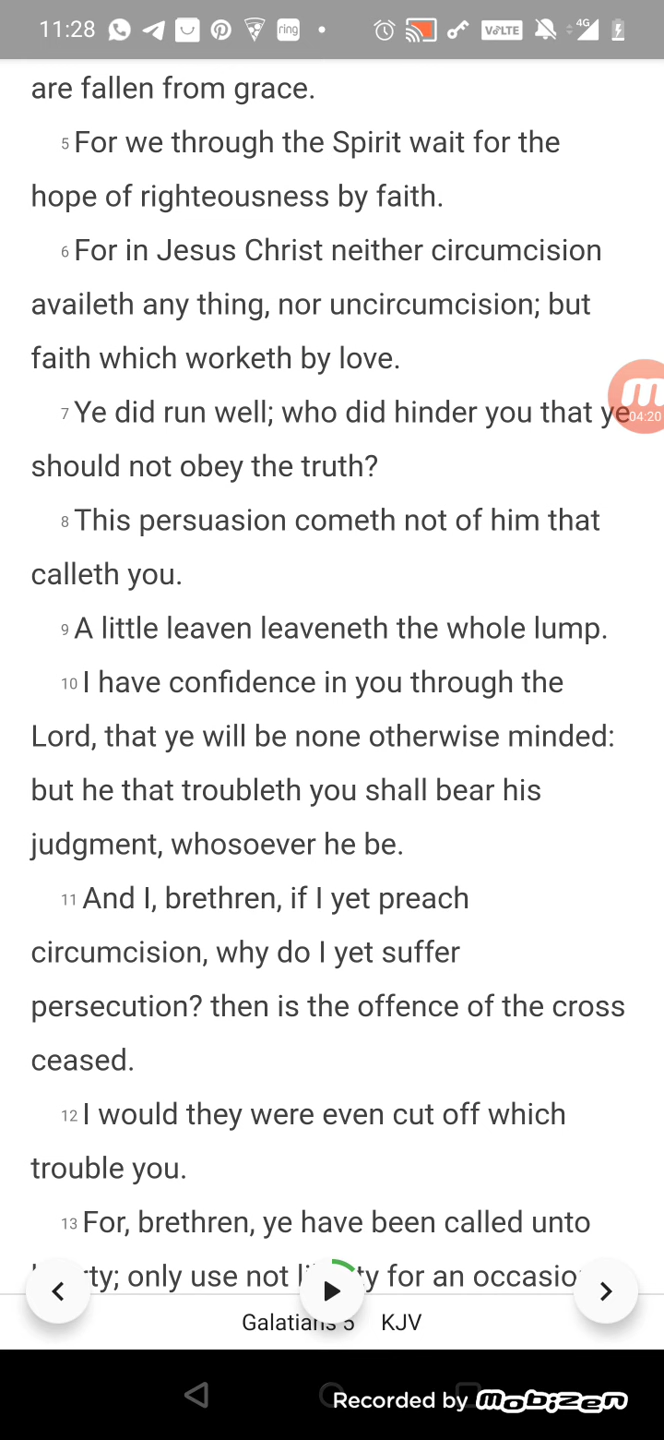 11:28 ring VoLTE 4G
are fallen from grace.
5 For we through the Spirit wait for the
hope of righteousness by faith.
6 For in Jesus Christ neither circumcision
availeth any thing, nor uncircumcision; but
faith which worketh by love.
7 Ye did run well; who did hinder you that ye
04:20
should not obey the truth?
8 This persuasion cometh not of him that
calleth you.
9 A little leaven leaveneth the whole lump.
10 I have confidence in you through the
Lord, that ye will be none otherwise minded:
but he that troubleth you shall bear his
judgment, whosoever he be.
11 And I, brethren, if I yet preach
circumcision, why do I yet suffer
persecution? then is the offence of the cross
ceased.
12 I would they were even cut off which
trouble you.
13 For, brethren, ye have been called unto
only use not for an
Galatians 5 KJV
Recorded by mobizen